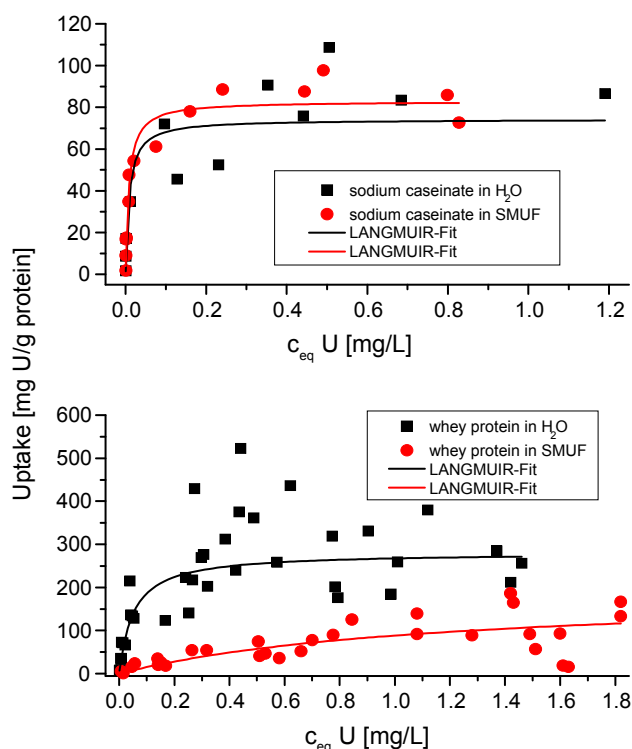 120
100
80
60
40
20
0
sodium caseinate in H₂O
sodium caseinate in SMUF
LANGMUIR-Fit
LANGMUIR-Fit
0.0 0.2 0.4 0.6 0.8 1.0 1.2
c_eq U [mg/L]
Uptake [mg U/g protein]
600
500
400
300
200
100
0
whey protein in H₂O
whey protein in SMUF
LANGMUIR-Fit
LANGMUIR-Fit
0.0 0.2 0.4 0.6 0.8 1.0 1.2 1.4 1.6 1.8
c_eq U [mg/L]